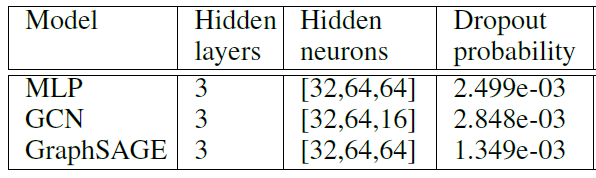 Model Hidden Hidden Dropout
layers neurons probability
MLP 3 [32,64,64] 2.499e-03
GCN 3 [32,64,16] 2.848e-03
GraphSAGE 3 [32,64,64] 1.349e-03